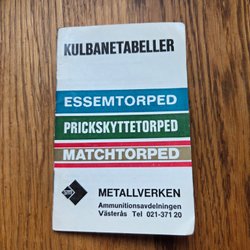 KULBANETABELLER
ESSEMTORPED
PRICKSKYTTETORPED
MATCHTORPED
METALLVERKEN
Ammunitionsavdelningen
Västerås Tel 021-371 20